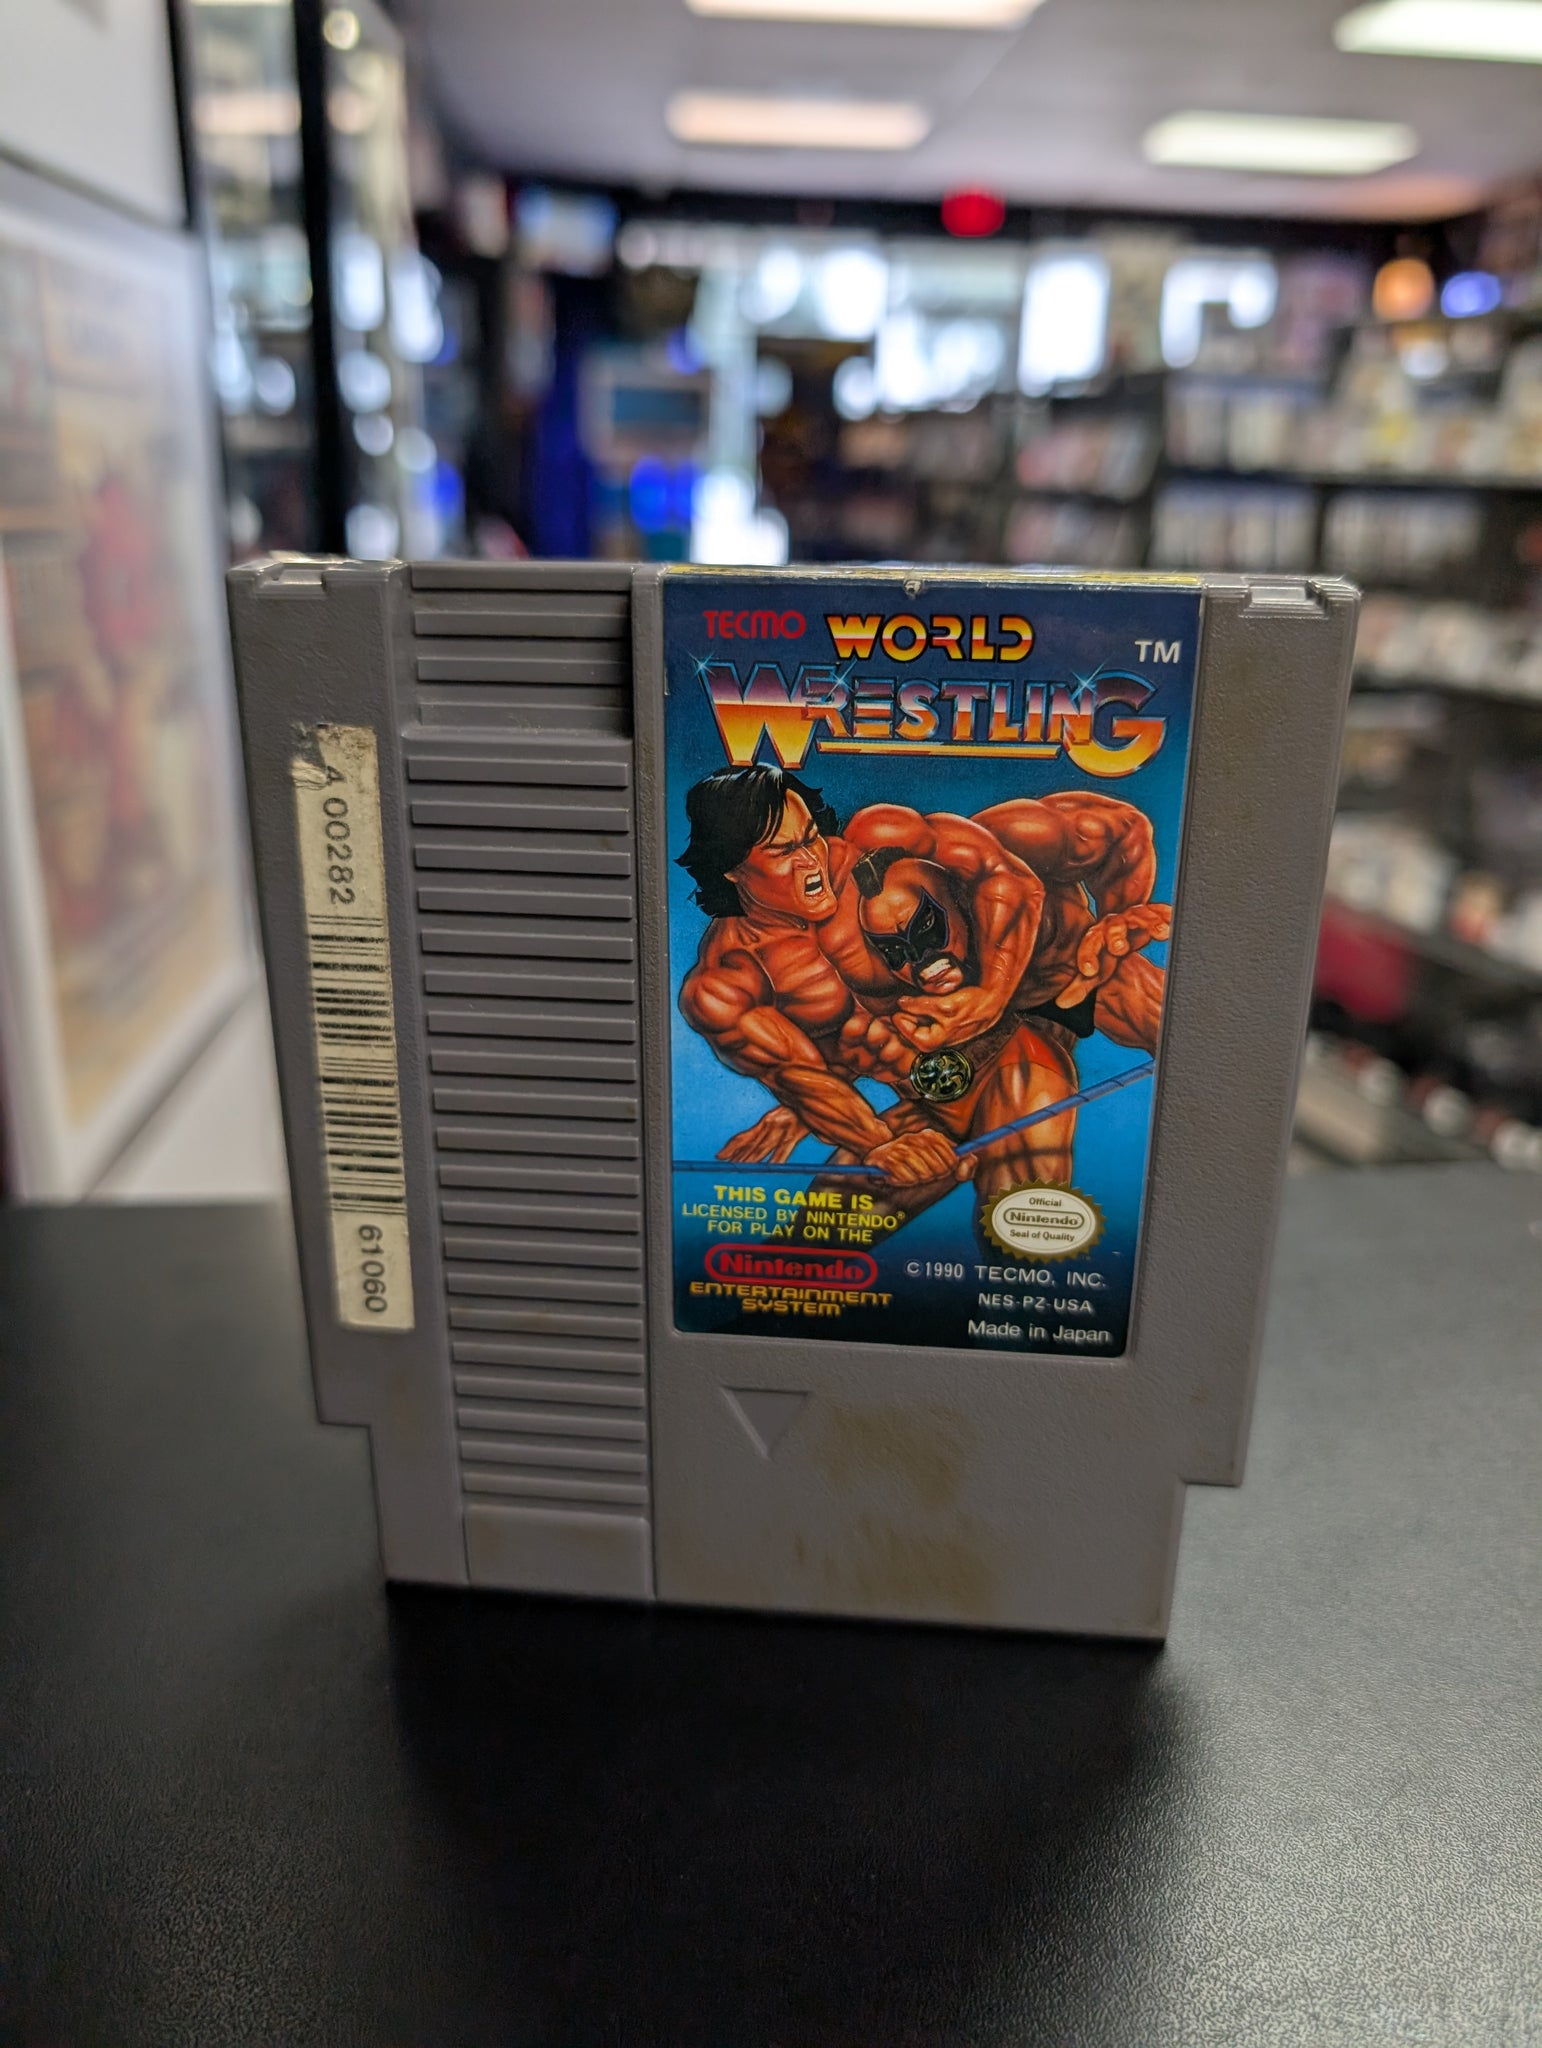 TECMO WORLD TM
WRESTLING
THIS GAME IS
LICENSED BY NINTENDO®
FOR PLAY ON THE
Nintendo
ENTERTAINMENT
SYSTEM
Official
Nintendo
Seal of Quality
©1990 TECMO, INC.
NES-PZ-USA
Made in Japan
4 00282
61060